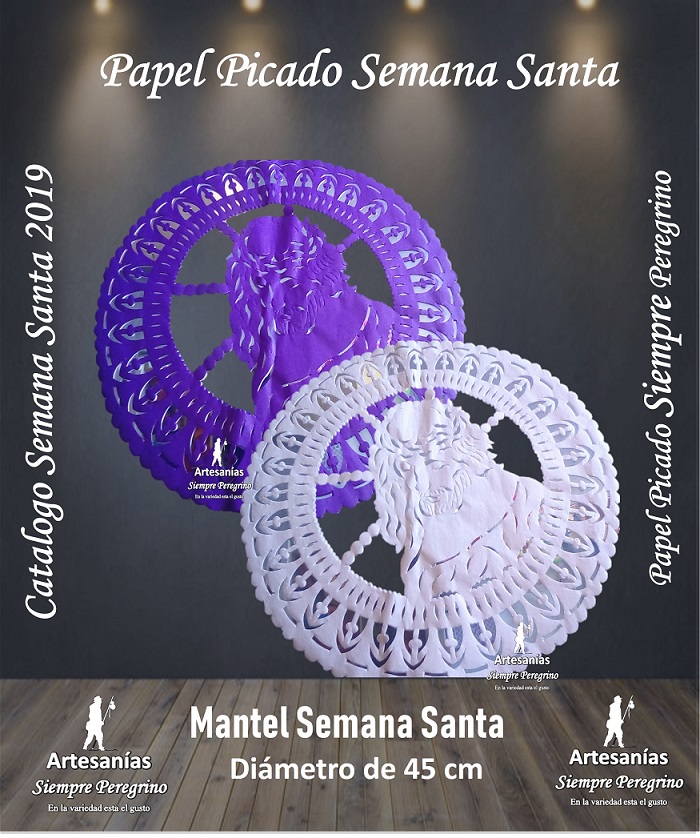 Papel Picado Semana Santa
Catalogo Semana Santa 2019
Papel Picado Siempre Peregrino
Artesanías
Siempre Peregrino
En la variedad esta el gusto
Artesanías
Siempre Peregrino
En la variedad esta el gusto
Mantel Semana Santa
Diámetro de 45 cm
Artesanías
Siempre Peregrino
En la variedad esta el gusto
Artesanías
Siempre Peregrino
En la variedad esta el gusto